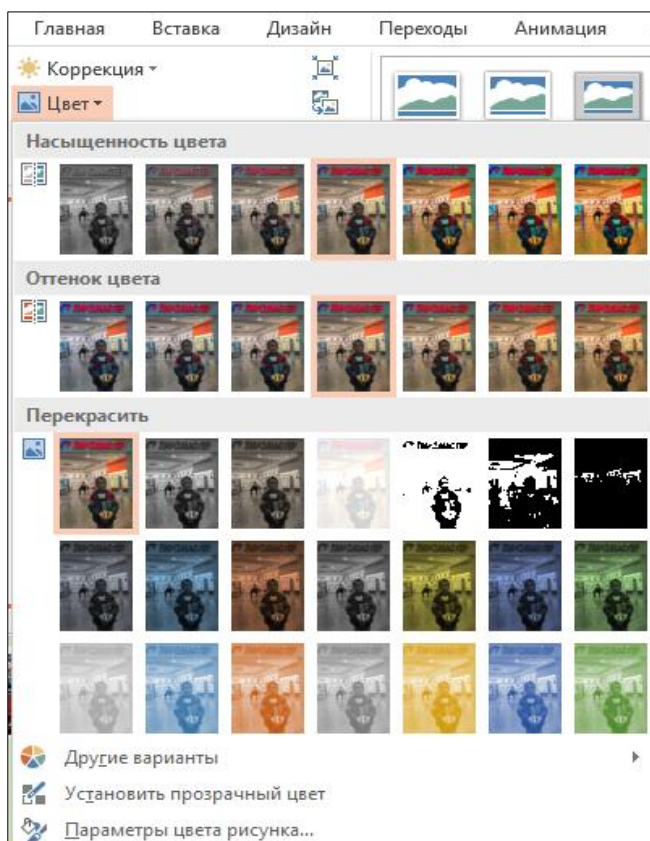 Главная Вставка Дизайн Переходы Анимация
Коррекция
Цвет
Насыщенность цвета
Оттенок цвета
Перекрасить
Другие варианты
Установить прозрачный цвет
Параметры цвета рисунка...